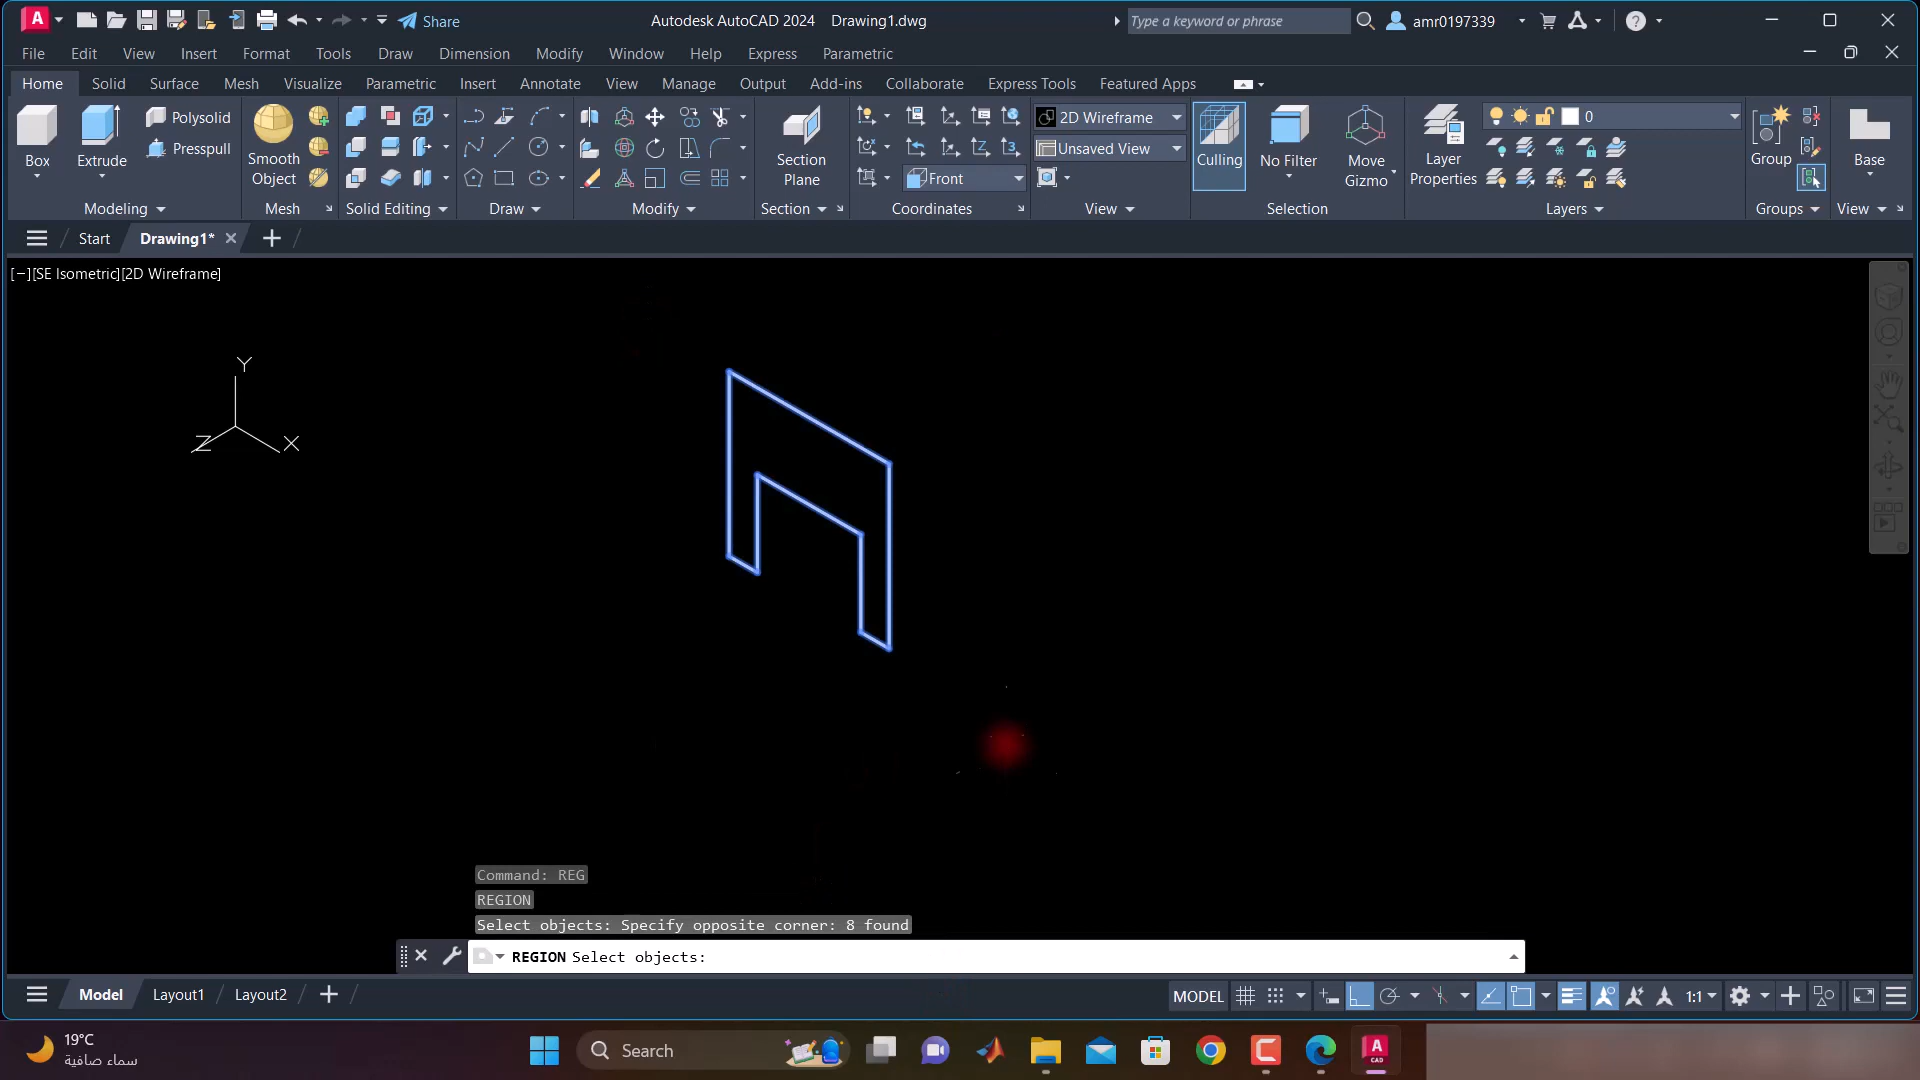 A Share Autodesk AutoCAD 2024 Drawing1.dwg Type a keyword or phrase amr0197339
File Edit View Insert Format Tools Draw Dimension Modify Window Help Express Parametric
Home Solid Surface Mesh Visualize Parametric Insert Annotate View Manage Output Add-ins Collaborate Express Tools Featured Apps
Polysolid 2D Wireframe 0
Presspull Unsaved View
Box Extrude Smooth Object Section Plane Front Culling No Filter Move Gizmo Layer Properties Group Base
Modeling Mesh Solid Editing Draw Modify Section Coordinates View Selection Layers Groups View
Start Drawing1*
[−][SE Isometric][2D Wireframe]
Y
Z X
Command: REG
REGION
Select objects: Specify opposite corner: 8 found
REGION Select objects:
Model Layout1 Layout2 MODEL 1:1
19°C
سماء صافية
Search
A
CAD